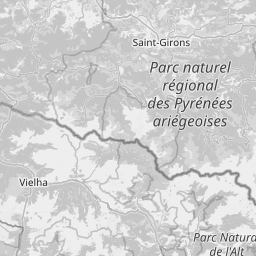 Saint-Girons
Parc naturel
régional
des Pyrénées
ariégeoises
Vielha
Parc Natura
de l'Alt